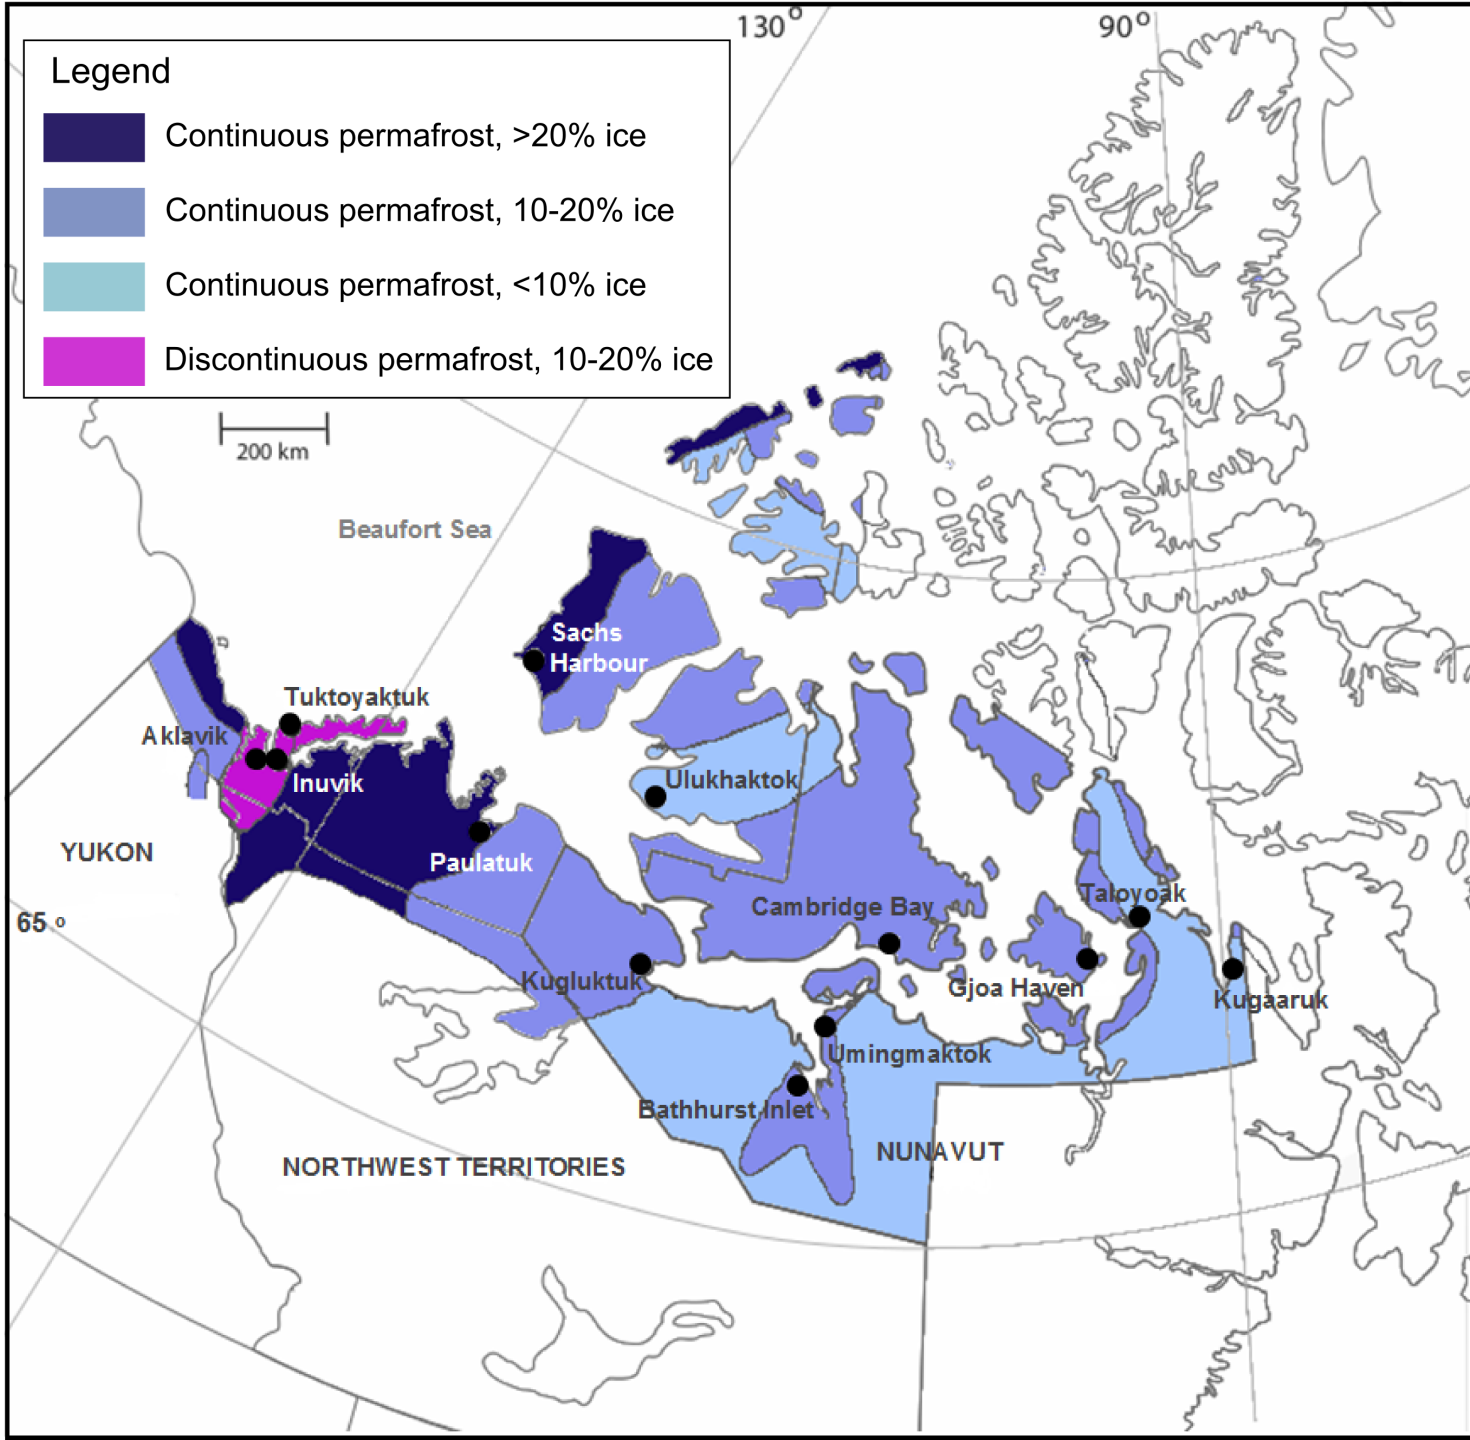 130°
90°
Legend
Continuous permafrost, >20% ice
Continuous permafrost, 10-20% ice
Continuous permafrost, <10% ice
Discontinuous permafrost, 10-20% ice
200 km
Beaufort Sea
Sachs
Harbour
Tuktoyaktuk
Aklavik
Inuvik
Ulukhaktok
YUKON
Paulatuk
65 °
Cambridge Bay
Taloyoak
Kugluktuk
Gjoa Haven
Kugaaruk
Umingmaktok
Bathhurst Inlet
NORTHWEST TERRITORIES
NUNAVUT